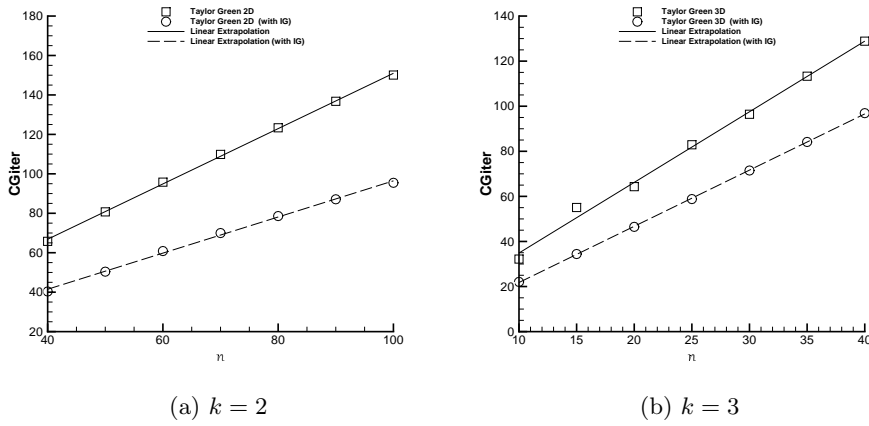 Taylor Green 2D
Taylor Green 2D (with IG)
Linear Extrapolation
Linear Extrapolation (with IG)
180
160
140
120
100
80
60
40
20
CGiter
40
60
80
100
n
(a) k = 2
Taylor Green 3D
Taylor Green 3D (with IG)
Linear Extrapolation
Linear Extrapolation (with IG)
140
120
100
80
60
40
20
0
CGiter
10
15
20
25
30
35
40
n
(b) k = 3